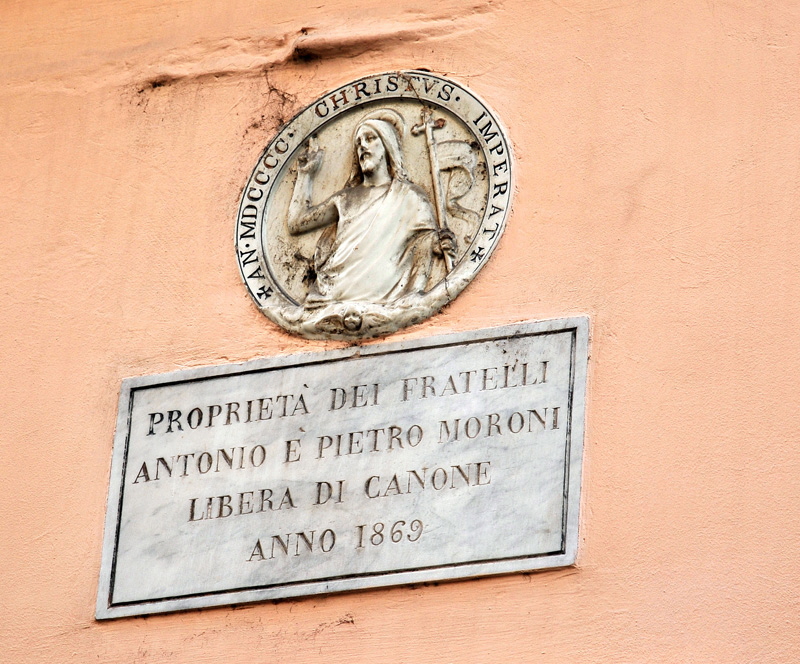 ✠ AN·MDCCCC· CHRISTVS· IMPERAT ✠
PROPRIETÀ DEI FRATELLI
ANTONIO È PIETRO MORONI
LIBERA DI CANONE
ANNO 1869